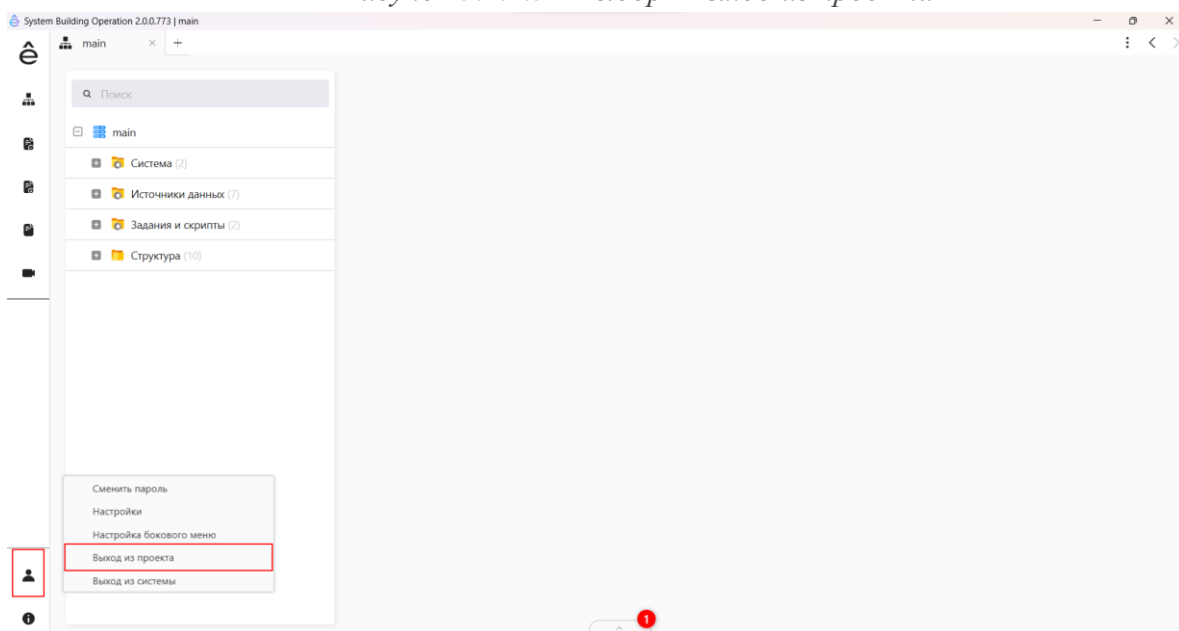 System Building Operation 2.0.0.773 | main
main
Поиск
main
Система (2)
Источники данных (7)
Задания и скрипты (2)
Структура (10)
Сменить пароль
Настройки
Настройка бокового меню
Выход из проекта
Выход из системы
1